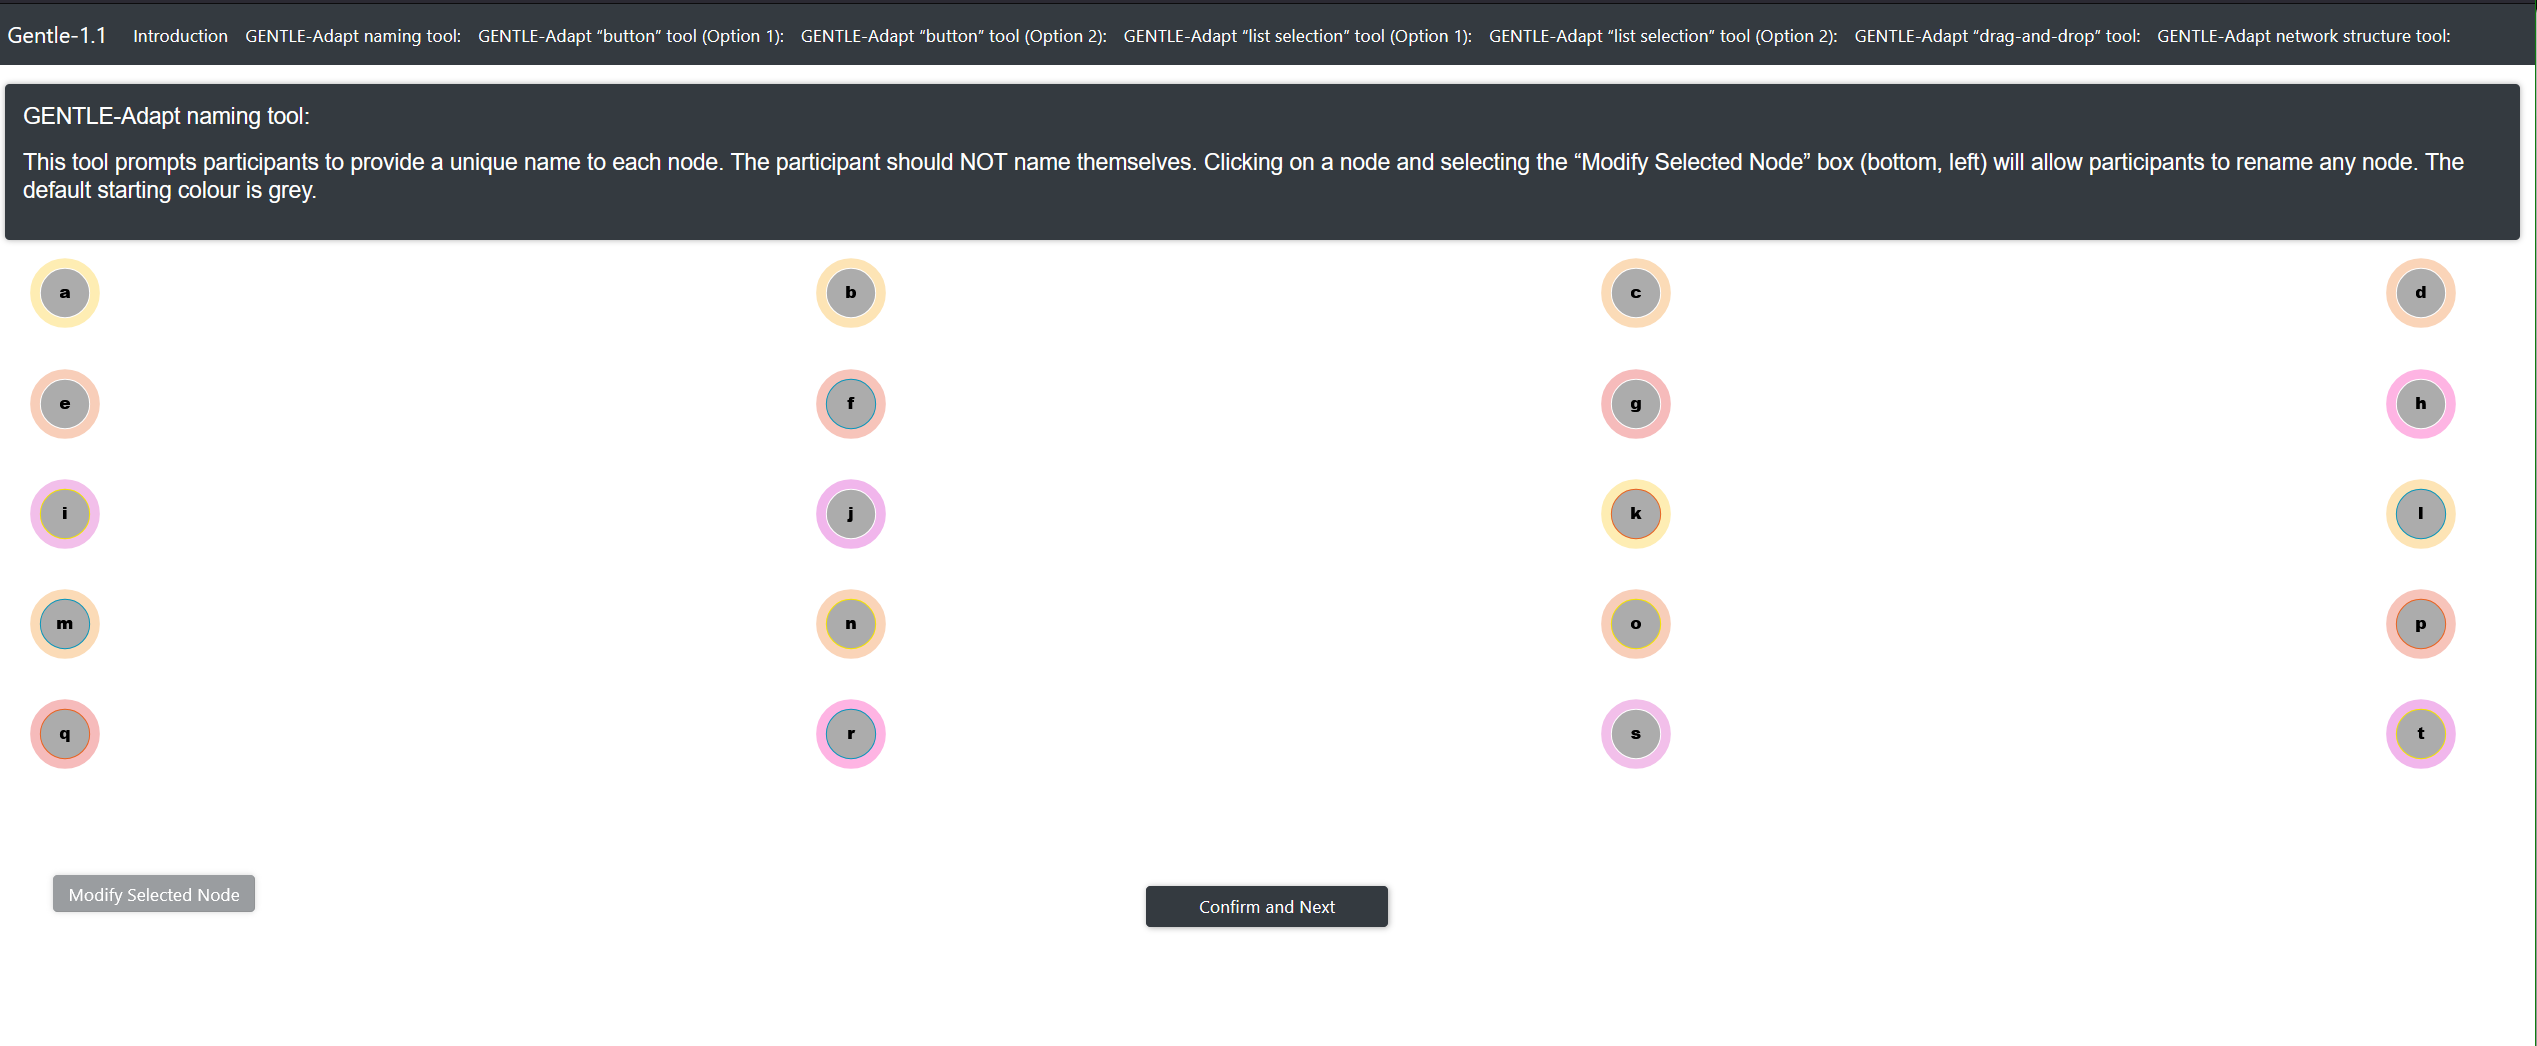 Gentle-1.1 Introduction GENTLE-Adapt naming tool: GENTLE-Adapt “button” tool (Option 1): GENTLE-Adapt “button” tool (Option 2): GENTLE-Adapt “list selection” tool (Option 1): GENTLE-Adapt “list selection” tool (Option 2): GENTLE-Adapt “drag-and-drop” tool: GENTLE-Adapt network structure tool:
GENTLE-Adapt naming tool:
This tool prompts participants to provide a unique name to each node. The participant should NOT name themselves. Clicking on a node and selecting the “Modify Selected Node” box (bottom, left) will allow participants to rename any node. The
default starting colour is grey.
a b c d
e f g h
i j k l
m n o p
q r s t
Modify Selected Node
Confirm and Next